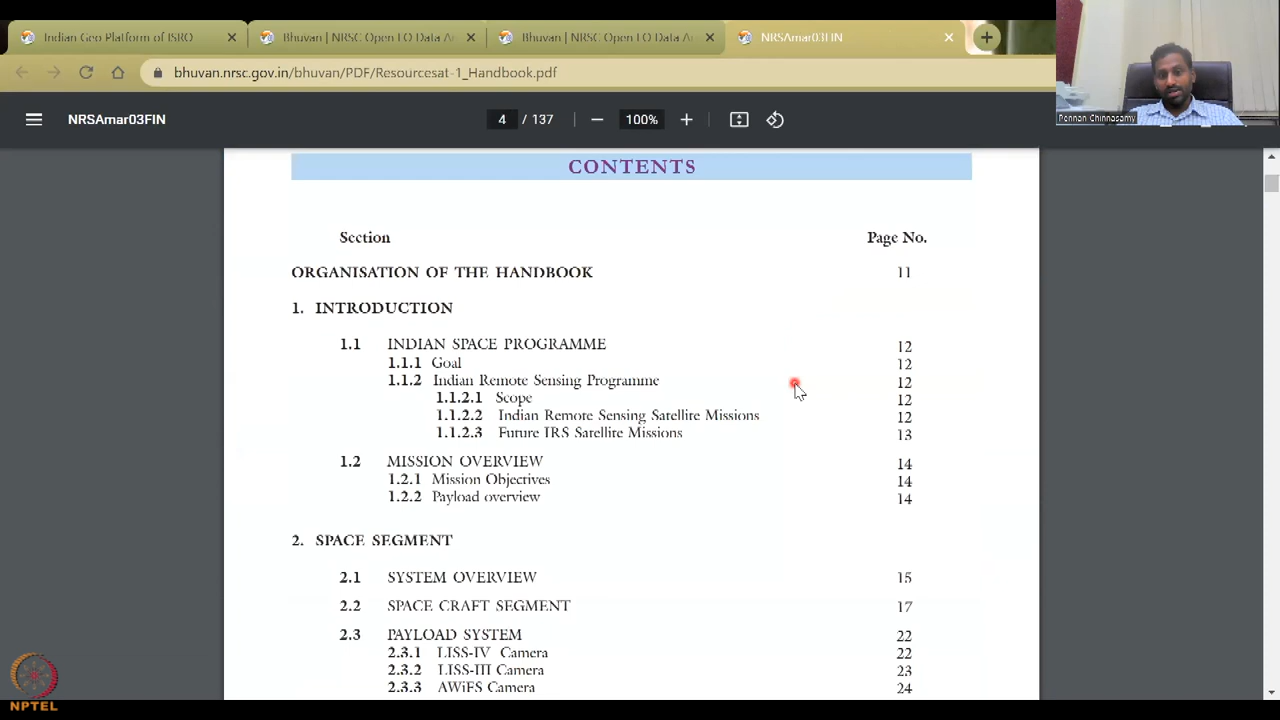 Indian Geo Platform of ISRO
Bhuvan | NRSC Open EO Data Ar
Bhuvan | NRSC Open EO Data Ar
NRSAmar03FIN
bhuvan.nrsc.gov.in/bhuvan/PDF/Resourcesat-1_Handbook.pdf
Pennan Chinnasamy
NRSAmar03FIN
4 / 137
100%
CONTENTS
Section Page No.
ORGANISATION OF THE HANDBOOK 11
1. INTRODUCTION
1.1 INDIAN SPACE PROGRAMME 12
1.1.1 Goal 12
1.1.2 Indian Remote Sensing Programme 12
1.1.2.1 Scope 12
1.1.2.2 Indian Remote Sensing Satellite Missions 12
1.1.2.3 Future IRS Satellite Missions 13
1.2 MISSION OVERVIEW 14
1.2.1 Mission Objectives 14
1.2.2 Payload overview 14
2. SPACE SEGMENT
2.1 SYSTEM OVERVIEW 15
2.2 SPACE CRAFT SEGMENT 17
2.3 PAYLOAD SYSTEM 22
2.3.1 LISS-IV Camera 22
2.3.2 LISS-III Camera 23
2.3.3 AWiFS Camera 24
NPTEL